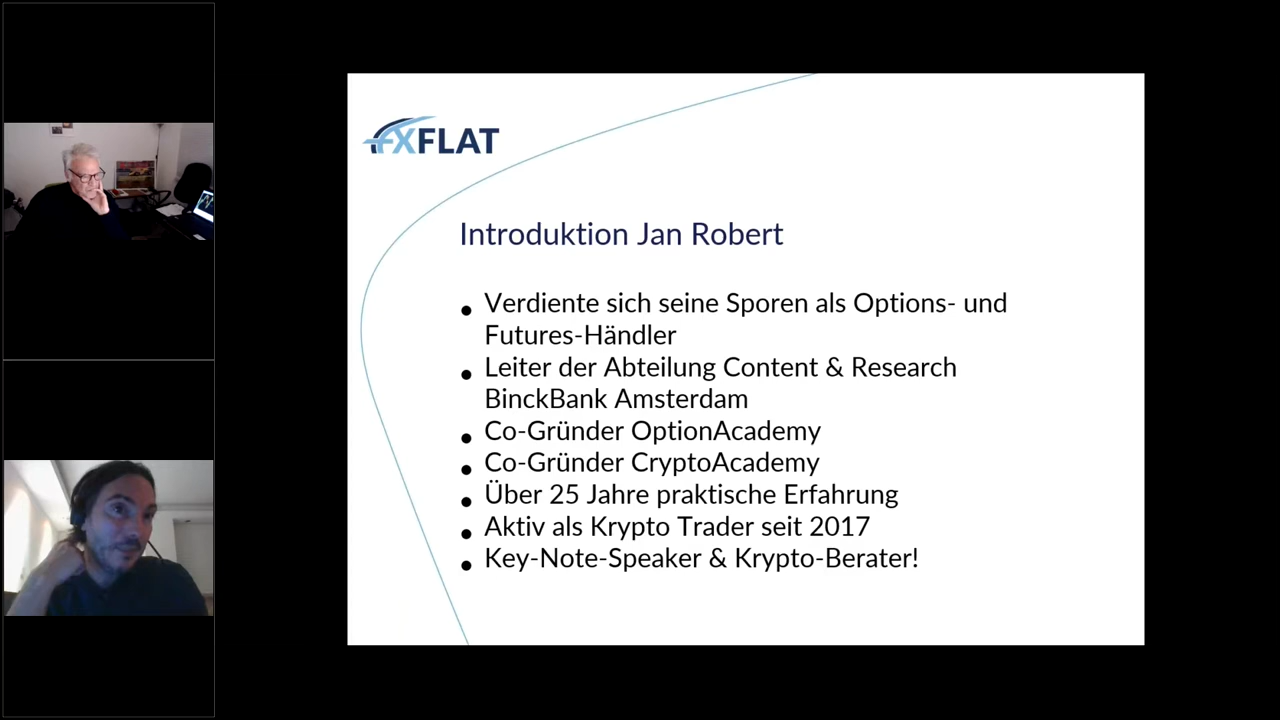 FXFLAT
Introduktion Jan Robert
• Verdiente sich seine Sporen als Options- und
Futures-Händler
• Leiter der Abteilung Content & Research
BinckBank Amsterdam
• Co-Gründer OptionAcademy
• Co-Gründer CryptoAcademy
• Über 25 Jahre praktische Erfahrung
• Aktiv als Krypto Trader seit 2017
• Key-Note-Speaker & Krypto-Berater!